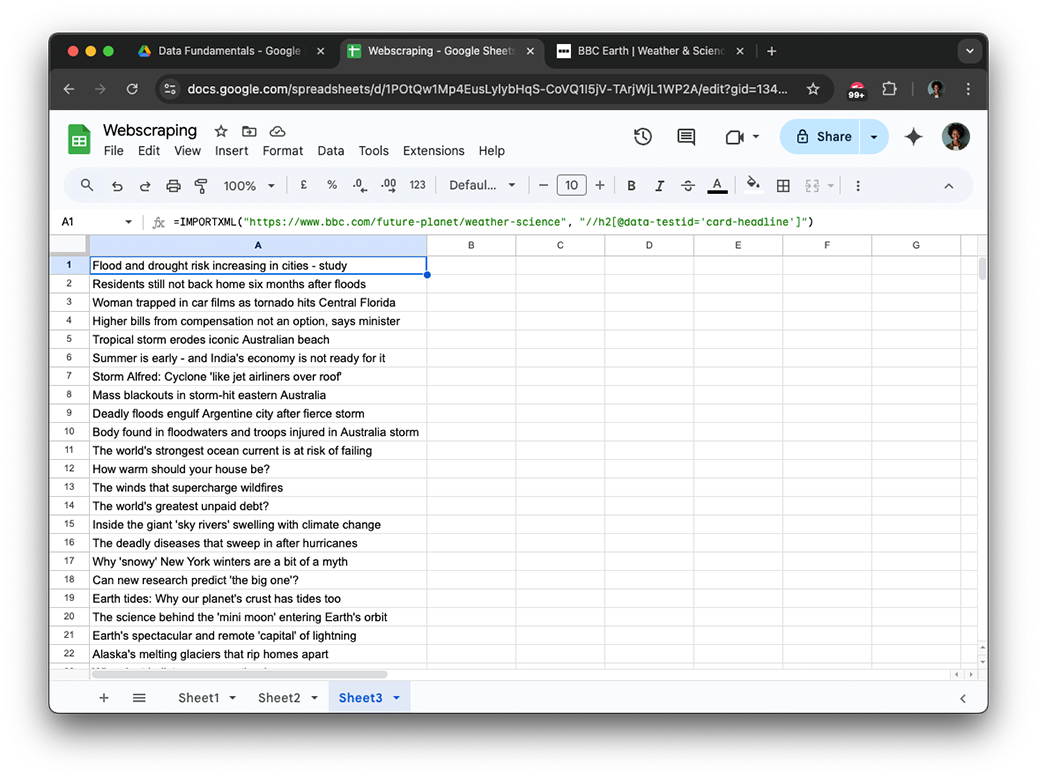 Data Fundamentals - Google
Webscraping - Google Sheets
BBC Earth | Weather & Scienc
docs.google.com/spreadsheets/d/1POtQw1Mp4EusLyIybHqS-CoVQ1I5jV-TArjWjL1WP2A/edit?gid=134...
99+
Webscraping
File Edit View Insert Format Data Tools Extensions Help
Share
100% £ % .0 .00 123 Defaul... − 10 + B I S A
A1 fx =IMPORTXML("https://www.bbc.com/future-planet/weather-science", "//h2[@data-testid='card-headline']")
A B C D E F G
1 Flood and drought risk increasing in cities - study
2 Residents still not back home six months after floods
3 Woman trapped in car films as tornado hits Central Florida
4 Higher bills from compensation not an option, says minister
5 Tropical storm erodes iconic Australian beach
6 Summer is early - and India's economy is not ready for it
7 Storm Alfred: Cyclone 'like jet airliners over roof'
8 Mass blackouts in storm-hit eastern Australia
9 Deadly floods engulf Argentine city after fierce storm
10 Body found in floodwaters and troops injured in Australia storm
11 The world's strongest ocean current is at risk of failing
12 How warm should your house be?
13 The winds that supercharge wildfires
14 The world's greatest unpaid debt?
15 Inside the giant 'sky rivers' swelling with climate change
16 The deadly diseases that sweep in after hurricanes
17 Why 'snowy' New York winters are a bit of a myth
18 Can new research predict 'the big one'?
19 Earth tides: Why our planet's crust has tides too
20 The science behind the 'mini moon' entering Earth's orbit
21 Earth's spectacular and remote 'capital' of lightning
22 Alaska's melting glaciers that rip homes apart
Sheet1 Sheet2 Sheet3